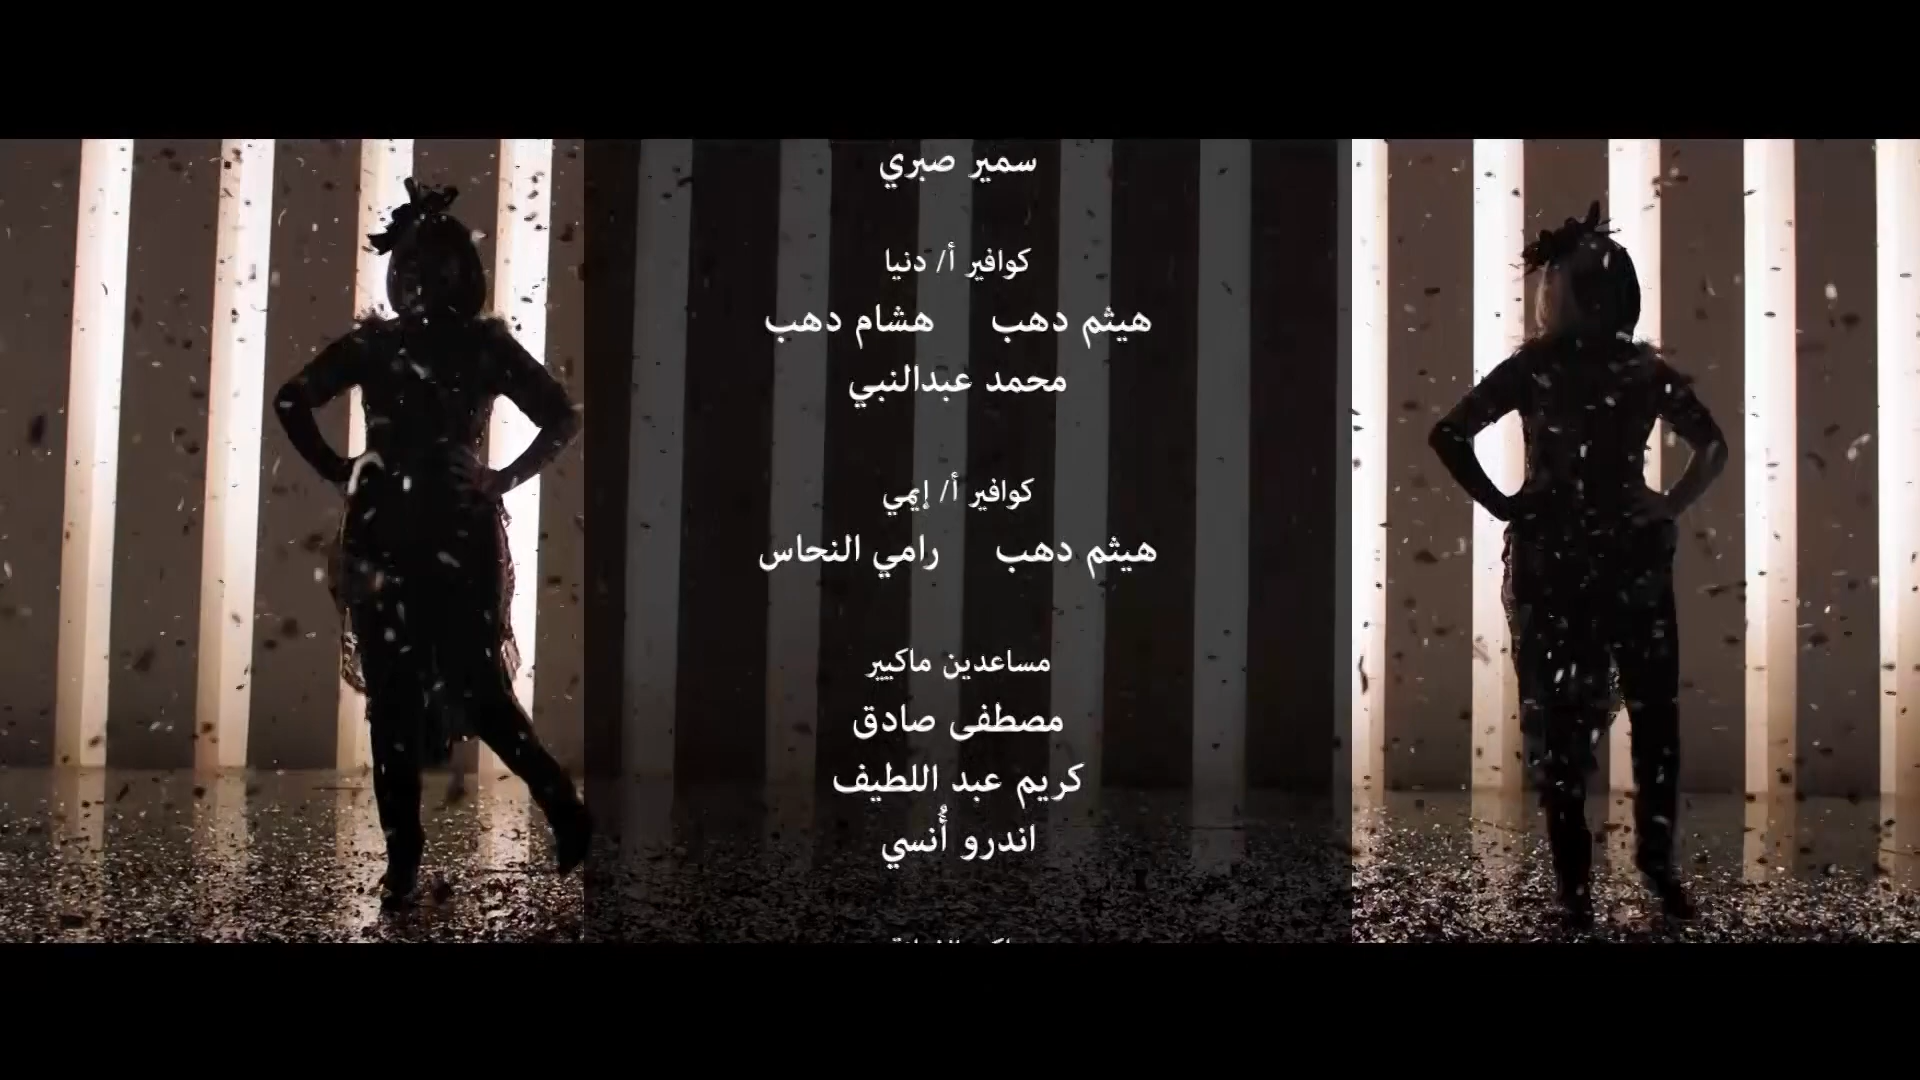 سمير صبري
كوافير أ/ دنيا
هيثم دهب هشام دهب
محمد عبدالنبي
كوافير أ/ إيمي
هيثم دهب رامي النحاس
مساعدين ماكيير
مصطفى صادق
كريم عبد اللطيف
اندرو أُنسي